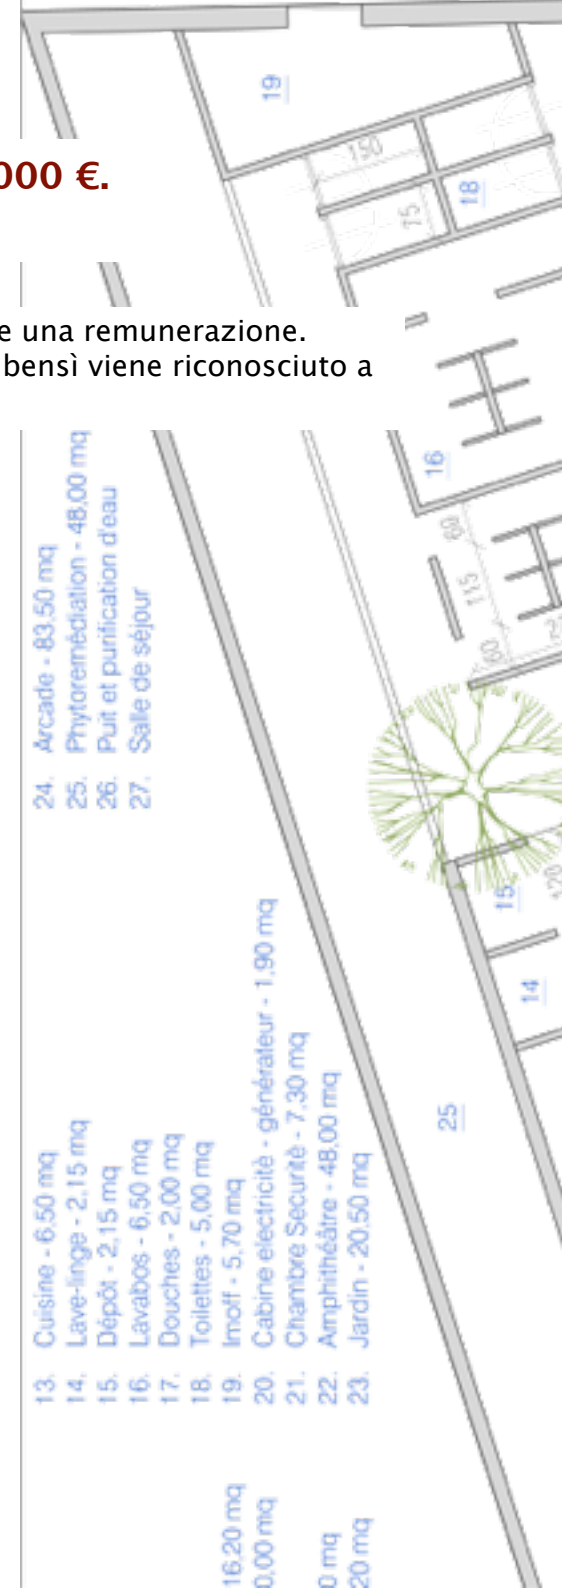 000 €.
e una remunerazione.
bensì viene riconosciuto a
13. Cuisine - 6,50 mq
14. Lave-linge - 2,15 mq
15. Dépôt - 2,15 mq
16. Lavabos - 6,50 mq
17. Douches - 2,00 mq
18. Toilettes - 5,00 mq
19. Imoff - 5,70 mq
20. Cabine electricitè - générateur - 1,90 mq
21. Chambre Securitè - 7,30 mq
22. Amphithéâtre - 48,00 mq
23. Jardin - 20,50 mq
24. Arcade - 83,50 mq
25. Phytoremédiation - 48,00 mq
26. Puit et purification d'eau
27. Salle de séjour
16,20 mq
0,00 mq
0 mq
20 mq
19
150
18
15
16
60
115
60
15
+20
14
25